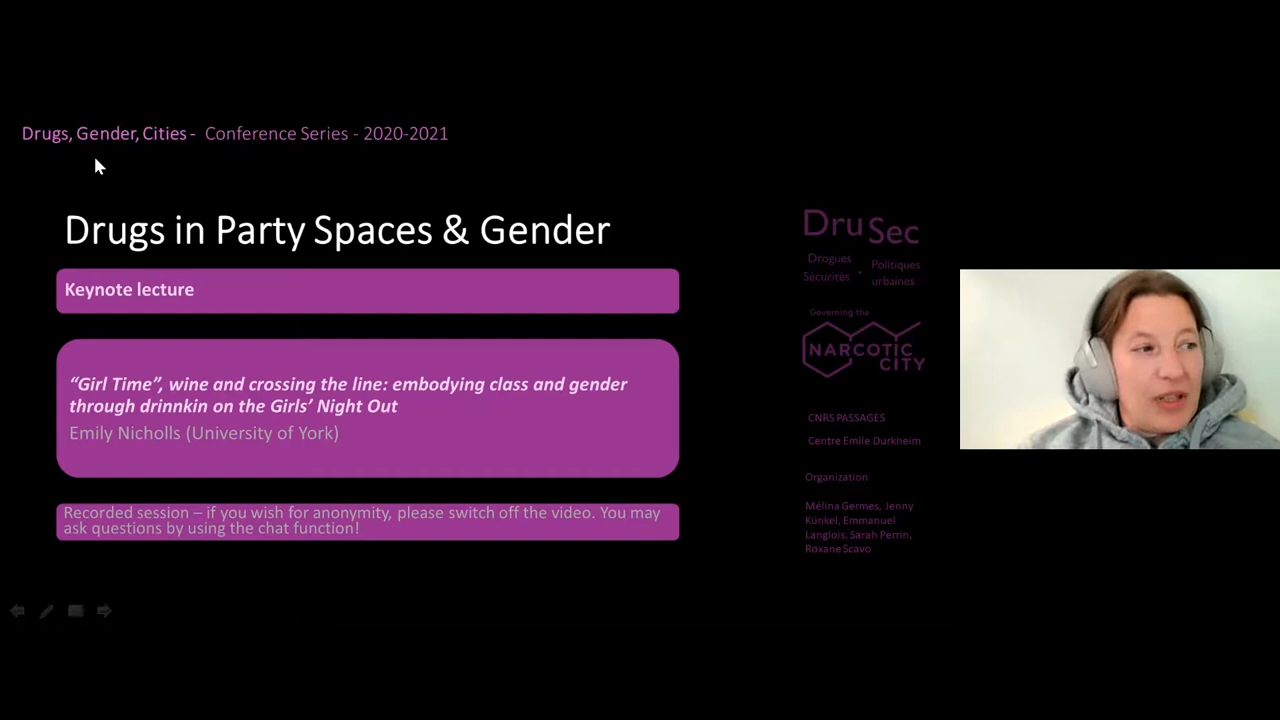 Drugs, Gender, Cities - Conference Series - 2020-2021
Drugs in Party Spaces & Gender
Keynote lecture
“Girl Time”, wine and crossing the line: embodying class and gender
through drinnkin on the Girls’ Night Out
Emily Nicholls (University of York)
Recorded session – if you wish for anonymity, please switch off the video. You may
ask questions by using the chat function!
DruSec
Drogues
Sécurités • Politiques
urbaines
Governing the
NARCOTIC
CITY
CNRS PASSAGES
Centre Emile Durkheim
Organization
Mélina Germes, Jenny
Künkel, Emmanuel
Langlois, Sarah Perrin,
Roxane Scavo